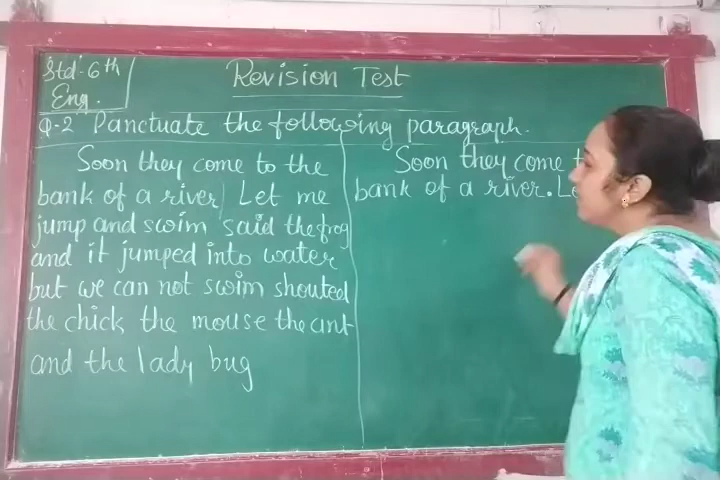 Std: 6th
Eng.
Revision Test
Q-2 Panctuate the following paragraph.
Soon they come to the
bank of a river Let me
jump and swim said the frog
and it jumped into water
but we can not swim shouted
the chick the mouse the ant
and the lady bug
Soon they come
bank of a river. Le